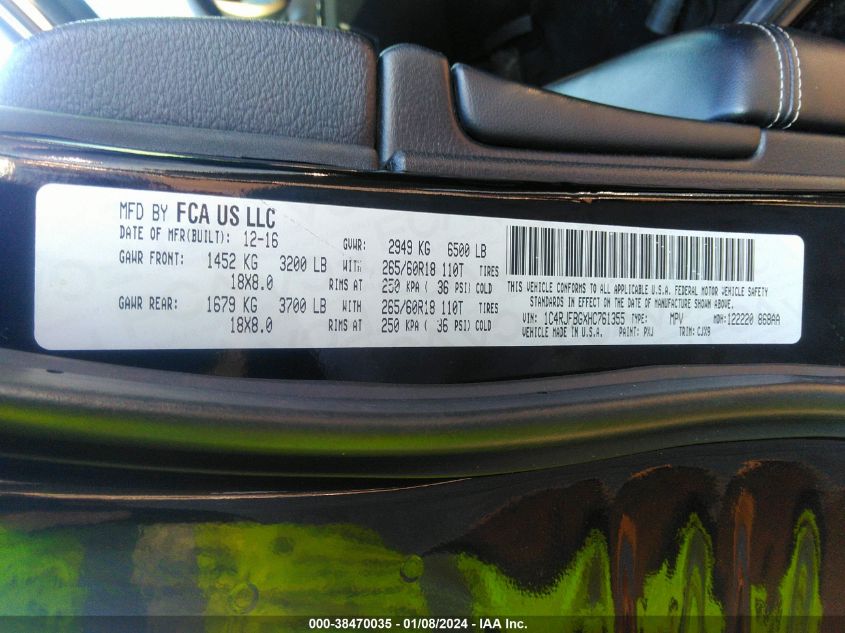 MFD BY FCA US LLC
DATE OF MFR(BUILT): 12-16 GVWR: 2949 KG 6500 LB
GAWR FRONT: 1452 KG 3200 LB WITH 265/60R18 110T TIRES
18X8.0 RIMS AT 250 KPA ( 36 PSI) COLD
GAWR REAR: 1679 KG 3700 LB WITH 265/60R18 110T TIRES
18X8.0 RIMS AT 250 KPA ( 36 PSI) COLD
THIS VEHICLE CONFORMS TO ALL APPLICABLE U.S.A. FEDERAL MOTOR VEHICLE SAFETY
STANDARDS IN EFFECT ON THE DATE OF MANUFACTURE SHOWN ABOVE.
VIN: 1C4RJFBGXHC761355 TYPE: MPV MDH: 122220 868AA
VEHICLE MADE IN U.S.A. PAINT: PXJ TRIM: CJX9
000-38470035 - 01/08/2024 - IAA Inc.